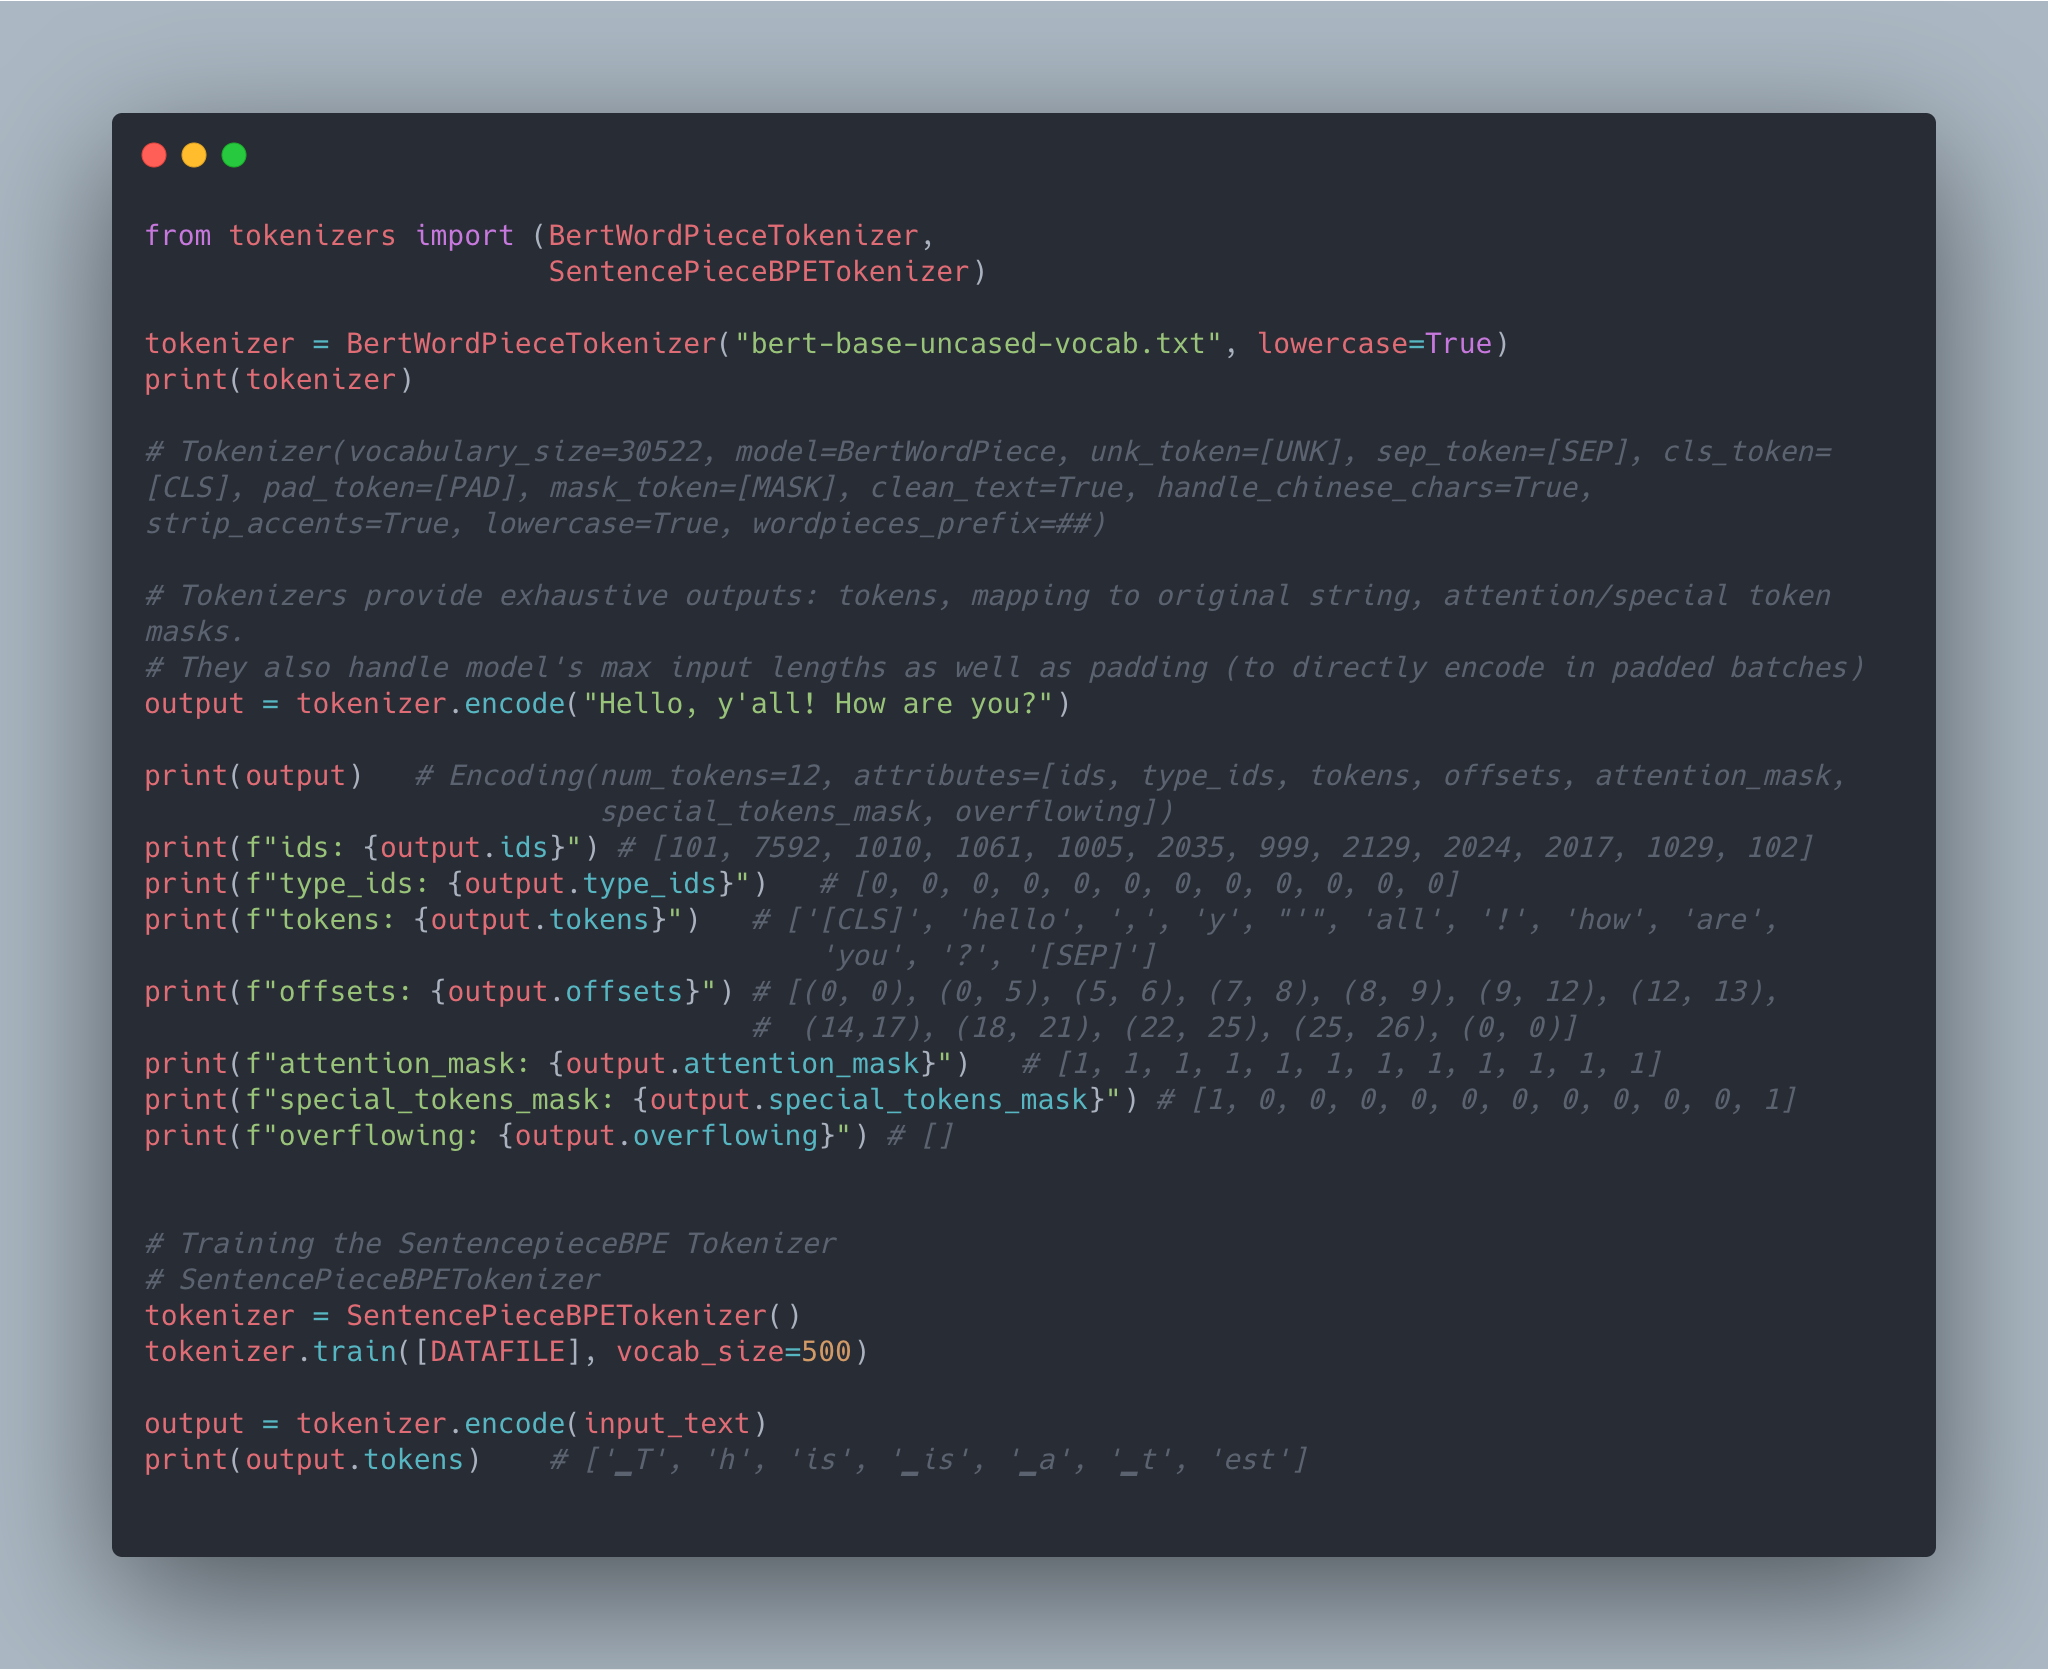 from tokenizers import (BertWordPieceTokenizer,
                        SentencePieceBPETokenizer)

tokenizer = BertWordPieceTokenizer("bert-base-uncased-vocab.txt", lowercase=True)
print(tokenizer)

# Tokenizer(vocabulary_size=30522, model=BertWordPiece, unk_token=[UNK], sep_token=[SEP], cls_token=
[CLS], pad_token=[PAD], mask_token=[MASK], clean_text=True, handle_chinese_chars=True,
strip_accents=True, lowercase=True, wordpieces_prefix=##)

# Tokenizers provide exhaustive outputs: tokens, mapping to original string, attention/special token
masks.
# They also handle model's max input lengths as well as padding (to directly encode in padded batches)
output = tokenizer.encode("Hello, y'all! How are you?")

print(output)   # Encoding(num_tokens=12, attributes=[ids, type_ids, tokens, offsets, attention_mask,
                           special_tokens_mask, overflowing])
print(f"ids: {output.ids}") # [101, 7592, 1010, 1061, 1005, 2035, 999, 2129, 2024, 2017, 1029, 102]
print(f"type_ids: {output.type_ids}")   # [0, 0, 0, 0, 0, 0, 0, 0, 0, 0, 0, 0]
print(f"tokens: {output.tokens}")   # ['[CLS]', 'hello', ',', 'y', "'", 'all', '!', 'how', 'are',
                                        'you', '?', '[SEP]']
print(f"offsets: {output.offsets}") # [(0, 0), (0, 5), (5, 6), (7, 8), (8, 9), (9, 12), (12, 13),
                                    #  (14,17), (18, 21), (22, 25), (25, 26), (0, 0)]
print(f"attention_mask: {output.attention_mask}")   # [1, 1, 1, 1, 1, 1, 1, 1, 1, 1, 1, 1]
print(f"special_tokens_mask: {output.special_tokens_mask}") # [1, 0, 0, 0, 0, 0, 0, 0, 0, 0, 0, 1]
print(f"overflowing: {output.overflowing}") # []


# Training the SentencepieceBPE Tokenizer
# SentencePieceBPETokenizer
tokenizer = SentencePieceBPETokenizer()
tokenizer.train([DATAFILE], vocab_size=500)

output = tokenizer.encode(input_text)
print(output.tokens)    # ['▁T', 'h', 'is', '▁is', '▁a', '▁t', 'est']